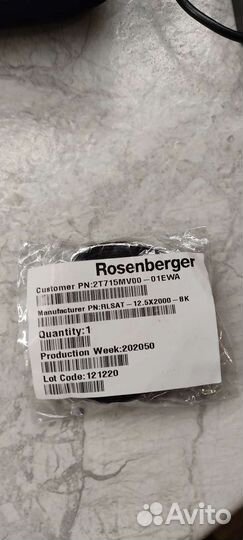 Rosenberger
Customer PN:2T715MV00-01EWA
Manufacturer PN:RLSAT-12.5X2000-BK
Quantity:1
Production Week:202050
Lot Code:121220
Avito